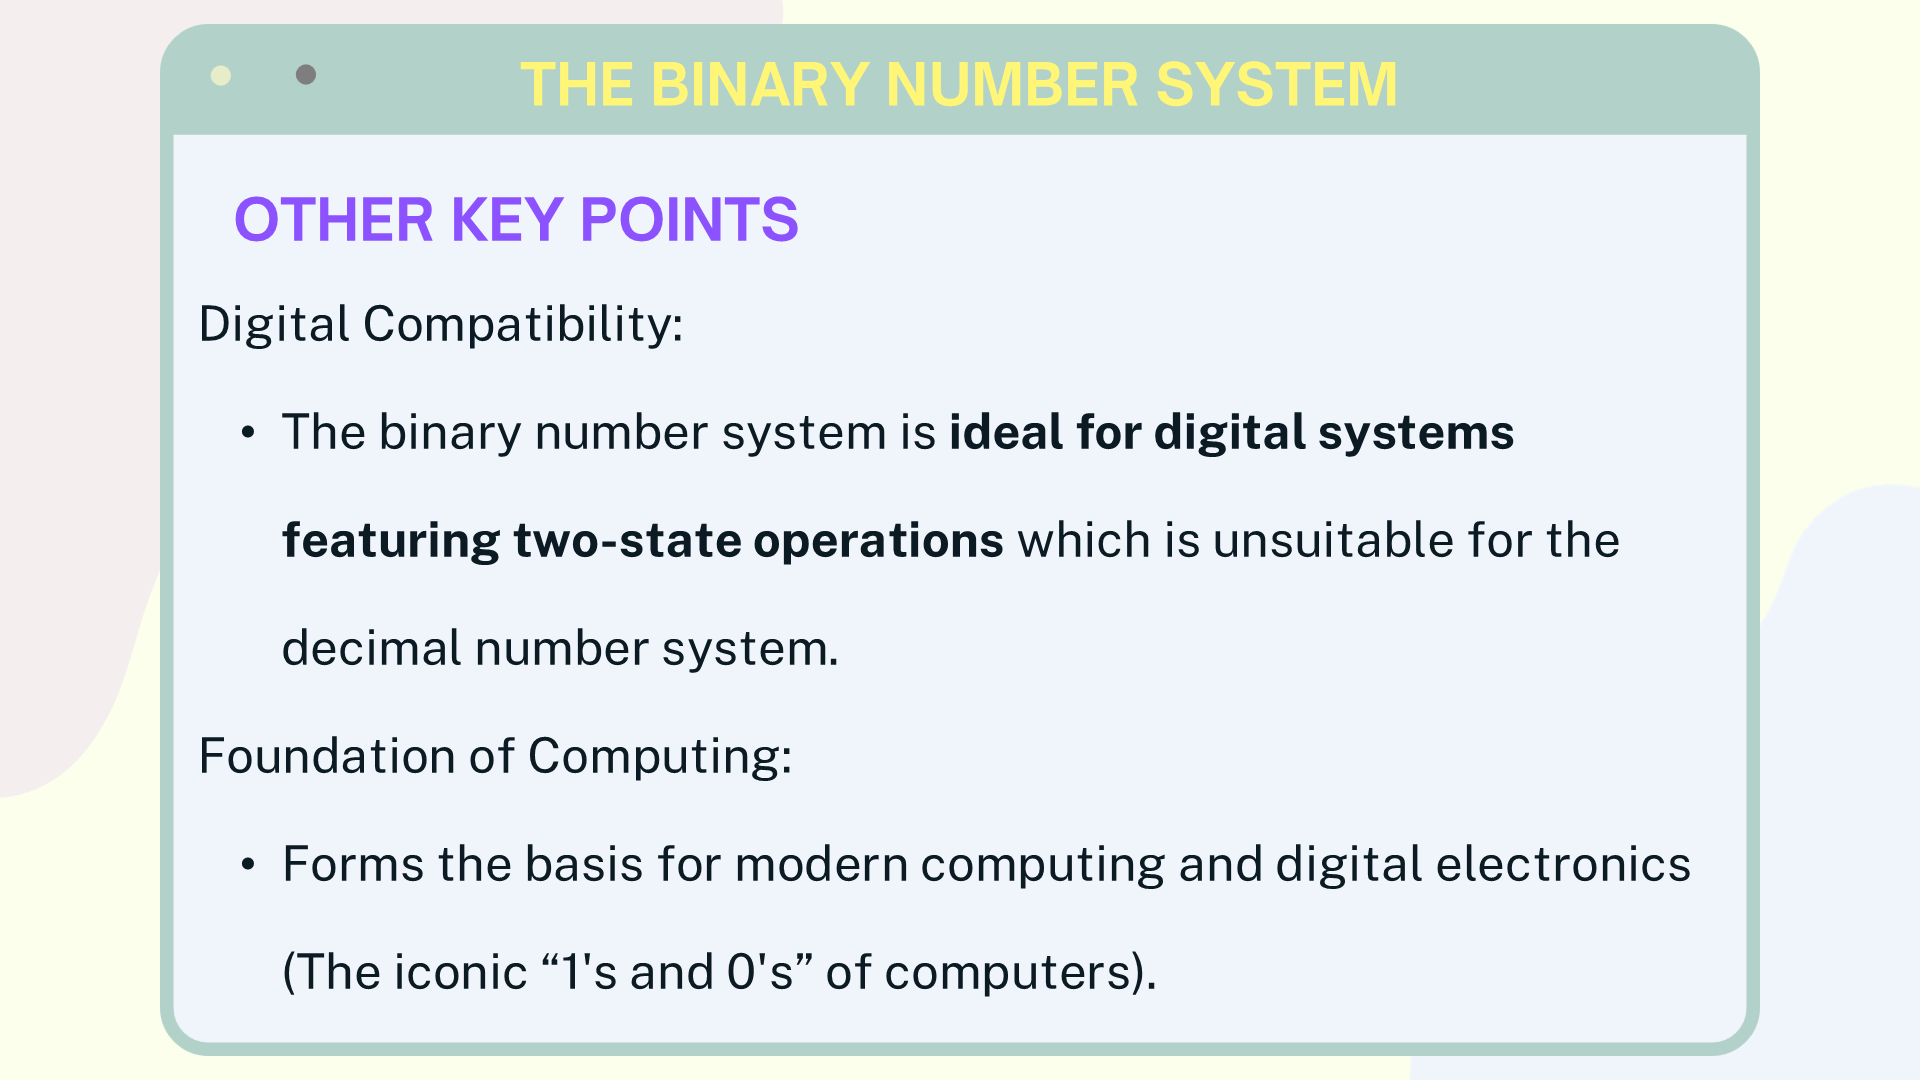 THE BINARY NUMBER SYSTEM
OTHER KEY POINTS
Digital Compatibility:
• The binary number system is ideal for digital systems
featuring two-state operations which is unsuitable for the
decimal number system.
Foundation of Computing:
• Forms the basis for modern computing and digital electronics
(The iconic “1's and 0's” of computers).